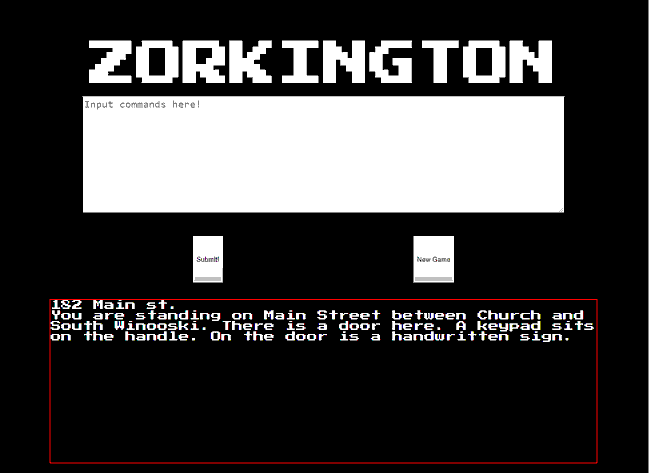 ZORKINGTON
Input commands here!
Submit!
New Game
182 Main st.
You are standing on Main Street between Church and
South Winooski. There is a door here. A keypad sits
on the handle. On the door is a handwritten sign.